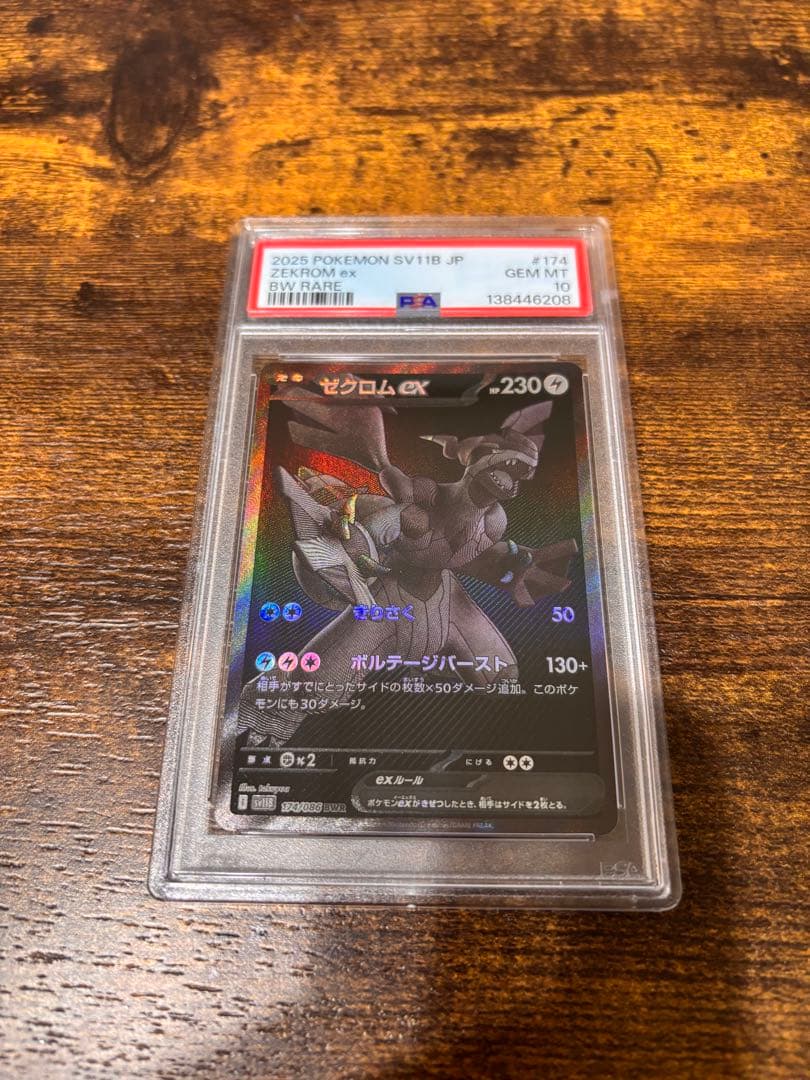 2025 POKEMON SV11B JP #174
ZEKROM ex GEM MT
BW RARE 10
PSA 138446208
ゼクロムex HP 230
きりさく 50
ボルテージバースト 130+
相手がすでにとったサイドの枚数×50ダメージ追加。このポケ
モンにも30ダメージ。
弱点 ×2 抵抗力 にげる
exルール
ポケモンexがきぜつしたとき、相手はサイドを2枚とる。
Illus. takuyoa
I SV11B 174/086 BWR
PSA